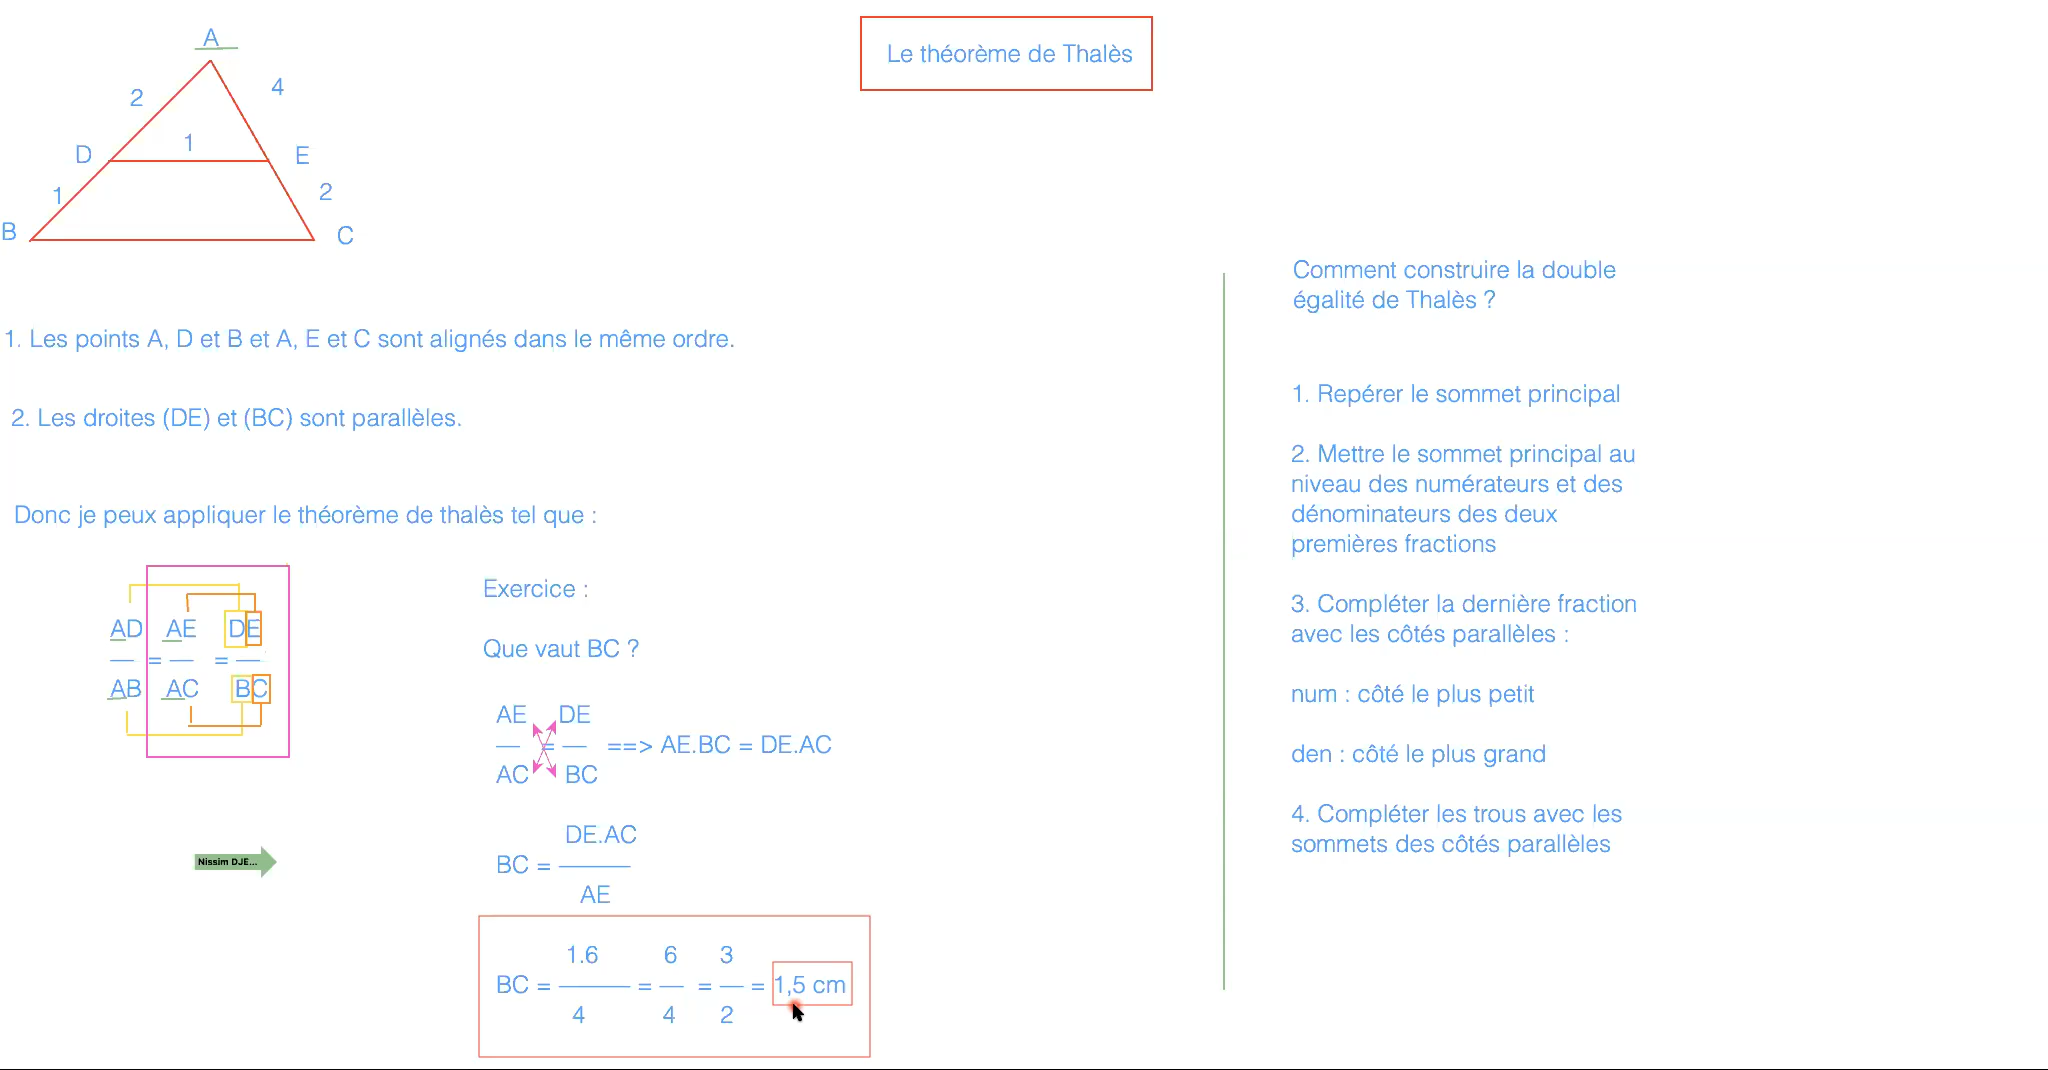 Le théorème de Thalès
A
2
4
1
D
E
1
2
B
C
1. Les points A, D et B et A, E et C sont alignés dans le même ordre.
2. Les droites (DE) et (BC) sont parallèles.
Donc je peux appliquer le théorème de thalès tel que :
AD AE DE
— = — = —
AB AC BC
Nissim DJE...
Exercice :
Que vaut BC ?
AE DE
— = — ==> AE.BC = DE.AC
AC BC
DE.AC
BC = ———
AE
1.6 6 3
BC = ——— = — = — = 1,5 cm
4 4 2
Comment construire la double
égalité de Thalès ?
1. Repérer le sommet principal
2. Mettre le sommet principal au
niveau des numérateurs et des
dénominateurs des deux
premières fractions
3. Compléter la dernière fraction
avec les côtés parallèles :
num : côté le plus petit
den : côté le plus grand
4. Compléter les trous avec les
sommets des côtés parallèles